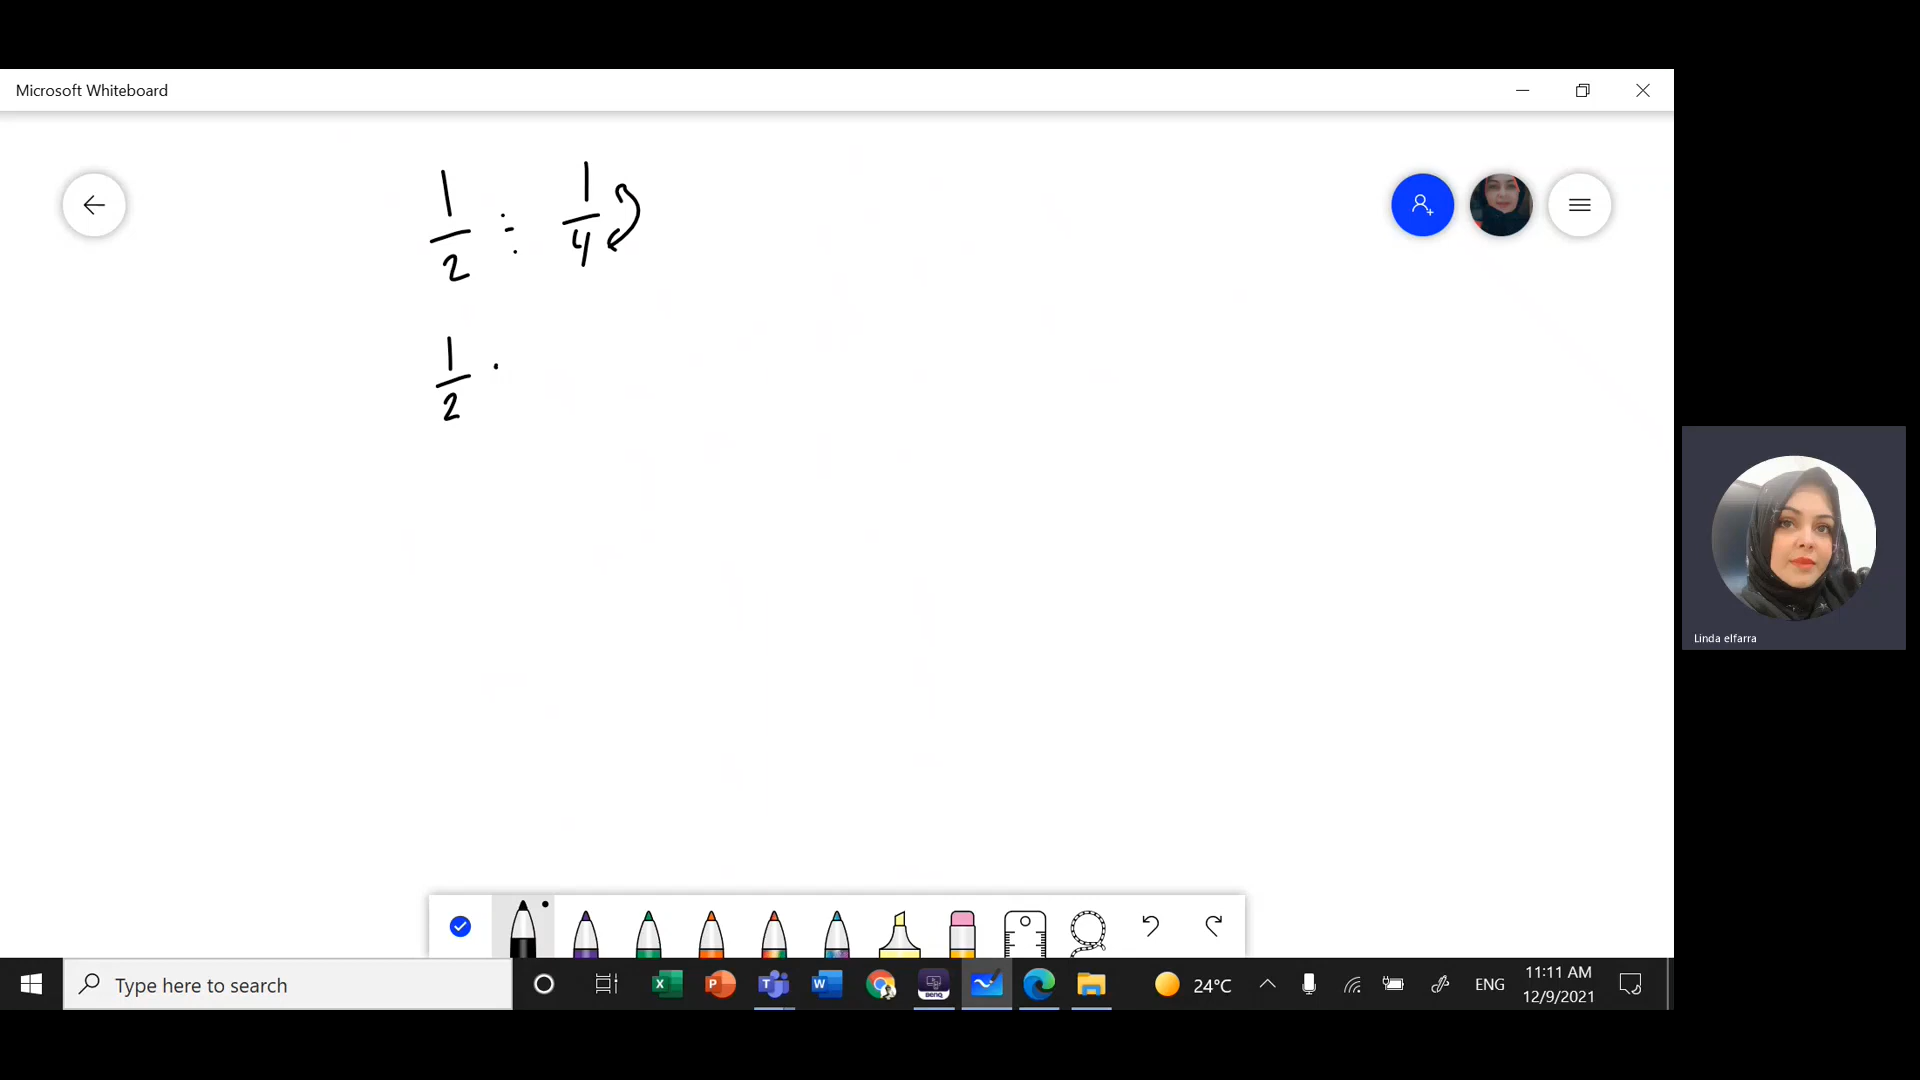 Microsoft Whiteboard
1/2 ÷ 1/4
1/2 ·
Linda elfarra
Type here to search
24°C
ENG
11:11 AM
12/9/2021
BENQ